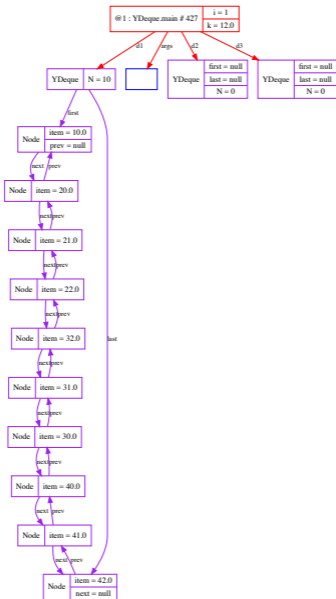 @1 : YDeque.main # 427
i = 1
k = 12.0
d1
args
d2
d3
YDeque
N = 10
YDeque
first = null
last = null
N = 0
YDeque
first = null
last = null
N = 0
first
Node
item = 10.0
prev = null
next
prev
Node
item = 20.0
next
prev
Node
item = 21.0
next
prev
Node
item = 22.0
next
prev
Node
item = 32.0
last
next
prev
Node
item = 31.0
next
prev
Node
item = 30.0
next
prev
Node
item = 40.0
next
prev
Node
item = 41.0
next
prev
Node
item = 42.0
next = null